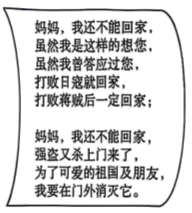 妈妈，我还不能回家，
虽然我是这样的想您，
虽然我曾答应过您，
打败日寇就回家，
打败蒋贼后一定回家；
妈妈，我还不能回家，
强盗又杀上门来了，
为了可爱的祖国及朋友，
我要在门外消灭它。